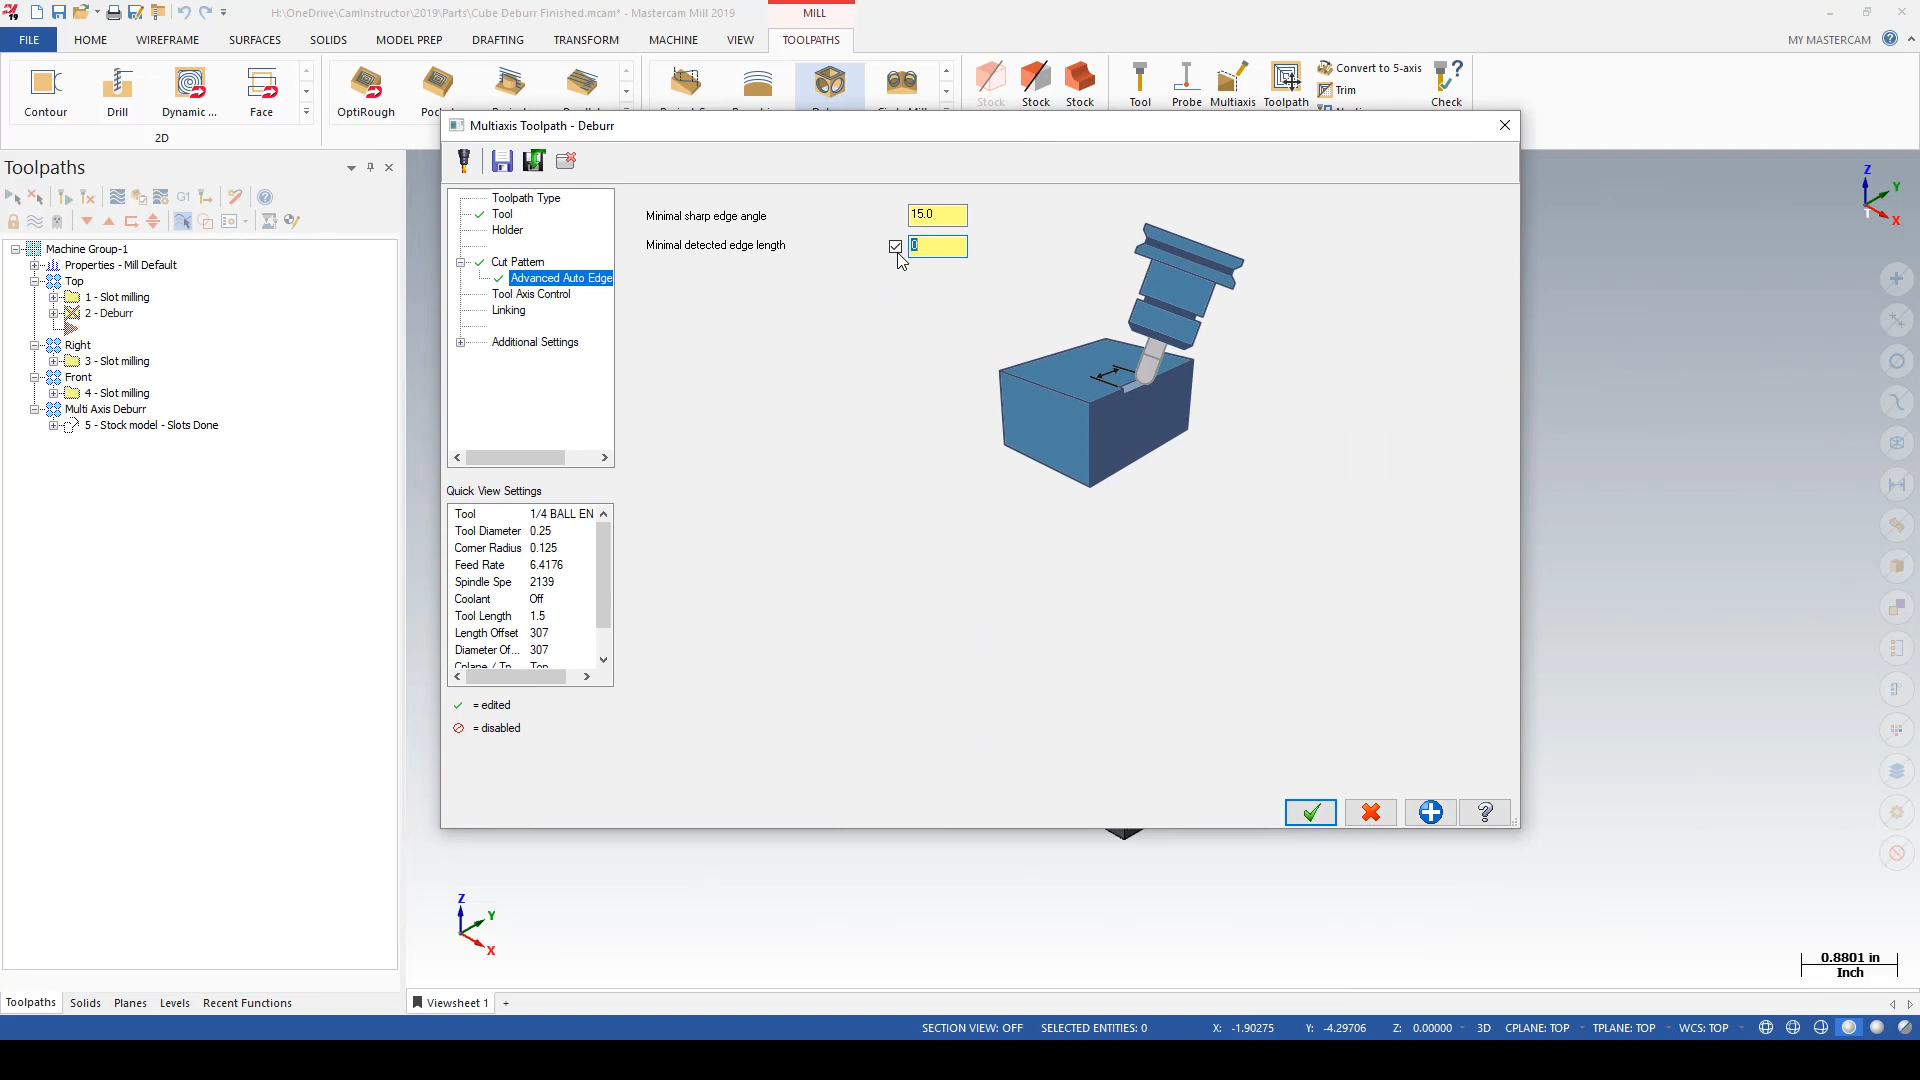 19
H:\OneDrive\CamInstructor\2019\Parts\Cube Deburr Finished.mcam* - Mastercam Mill 2019
MILL
FILE
HOME
WIREFRAME
SURFACES
SOLIDS
MODEL PREP
DRAFTING
TRANSFORM
MACHINE
VIEW
TOOLPATHS
MY MASTERCAM
Contour
Drill
Dynamic ...
Face
2D
OptiRough
Stock
Stock
Stock
Tool
Probe
Multiaxis
Toolpath
Convert to 5-axis
Trim
Check
Toolpaths
G1
Machine Group-1
Properties - Mill Default
Top
1 - Slot milling
2 - Deburr
Right
3 - Slot milling
Front
4 - Slot milling
Multi Axis Deburr
5 - Stock model - Slots Done
Multiaxis Toolpath - Deburr
Toolpath Type
Tool
Holder
Cut Pattern
Advanced Auto Edge
Tool Axis Control
Linking
Additional Settings
Minimal sharp edge angle
15.0
Minimal detected edge length
0
Quick View Settings
Tool 1/4 BALL EN
Tool Diameter 0.25
Corner Radius 0.125
Feed Rate 6.4176
Spindle Spe 2139
Coolant Off
Tool Length 1.5
Length Offset 307
Diameter Of... 307
Cplane / Tp Top
= edited
= disabled
Z
Y
X
T
Z
Y
X
0.8801 in
Inch
Toolpaths
Solids
Planes
Levels
Recent Functions
Viewsheet 1
+
SECTION VIEW: OFF
SELECTED ENTITIES: 0
X: -1.90275
Y: -4.29706
Z: 0.00000
3D
CPLANE: TOP
TPLANE: TOP
WCS: TOP